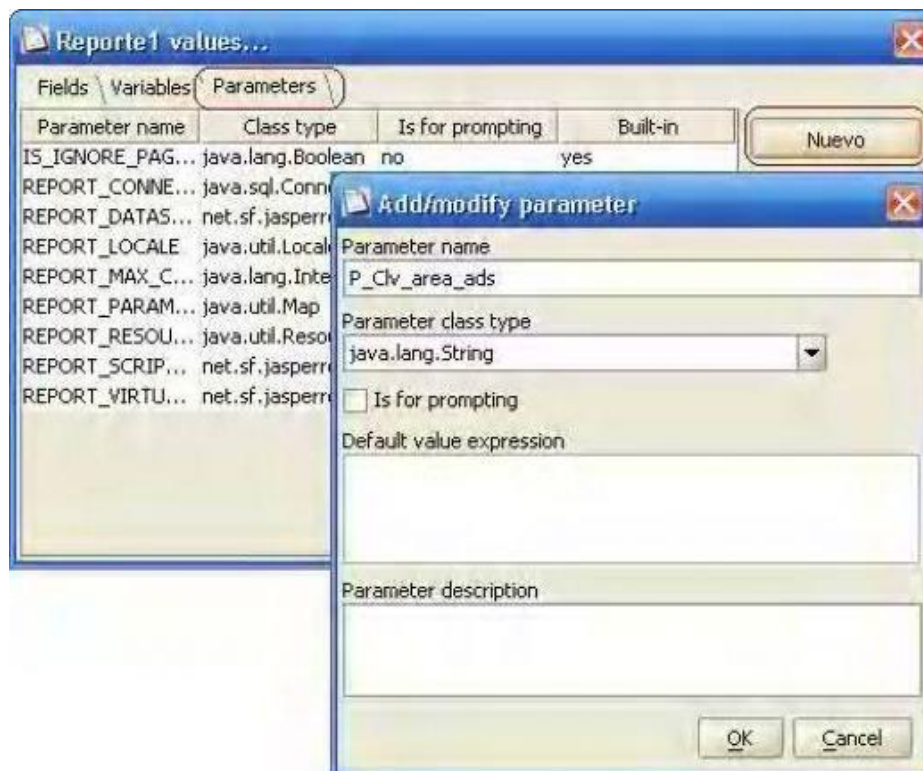 Reporte1 values...
Fields Variables Parameters
Parameter name Class type Is for prompting Built-in Nuevo
IS_IGNORE_PAG... java.lang.Boolean no yes
REPORT_CONNE... java.sql.Conn
REPORT_DATAS... net.sf.jasperr
REPORT_LOCALE java.util.Local
REPORT_MAX_C... java.lang.Inte
REPORT_PARAM... java.util.Map
REPORT_RESOU... java.util.Reso
REPORT_SCRIP... net.sf.jasperr
REPORT_VIRTU... net.sf.jasperr
Add/modify parameter
Parameter name
P_Clv_area_ads
Parameter class type
java.lang.String
Is for prompting
Default value expression
Parameter description
OK Cancel